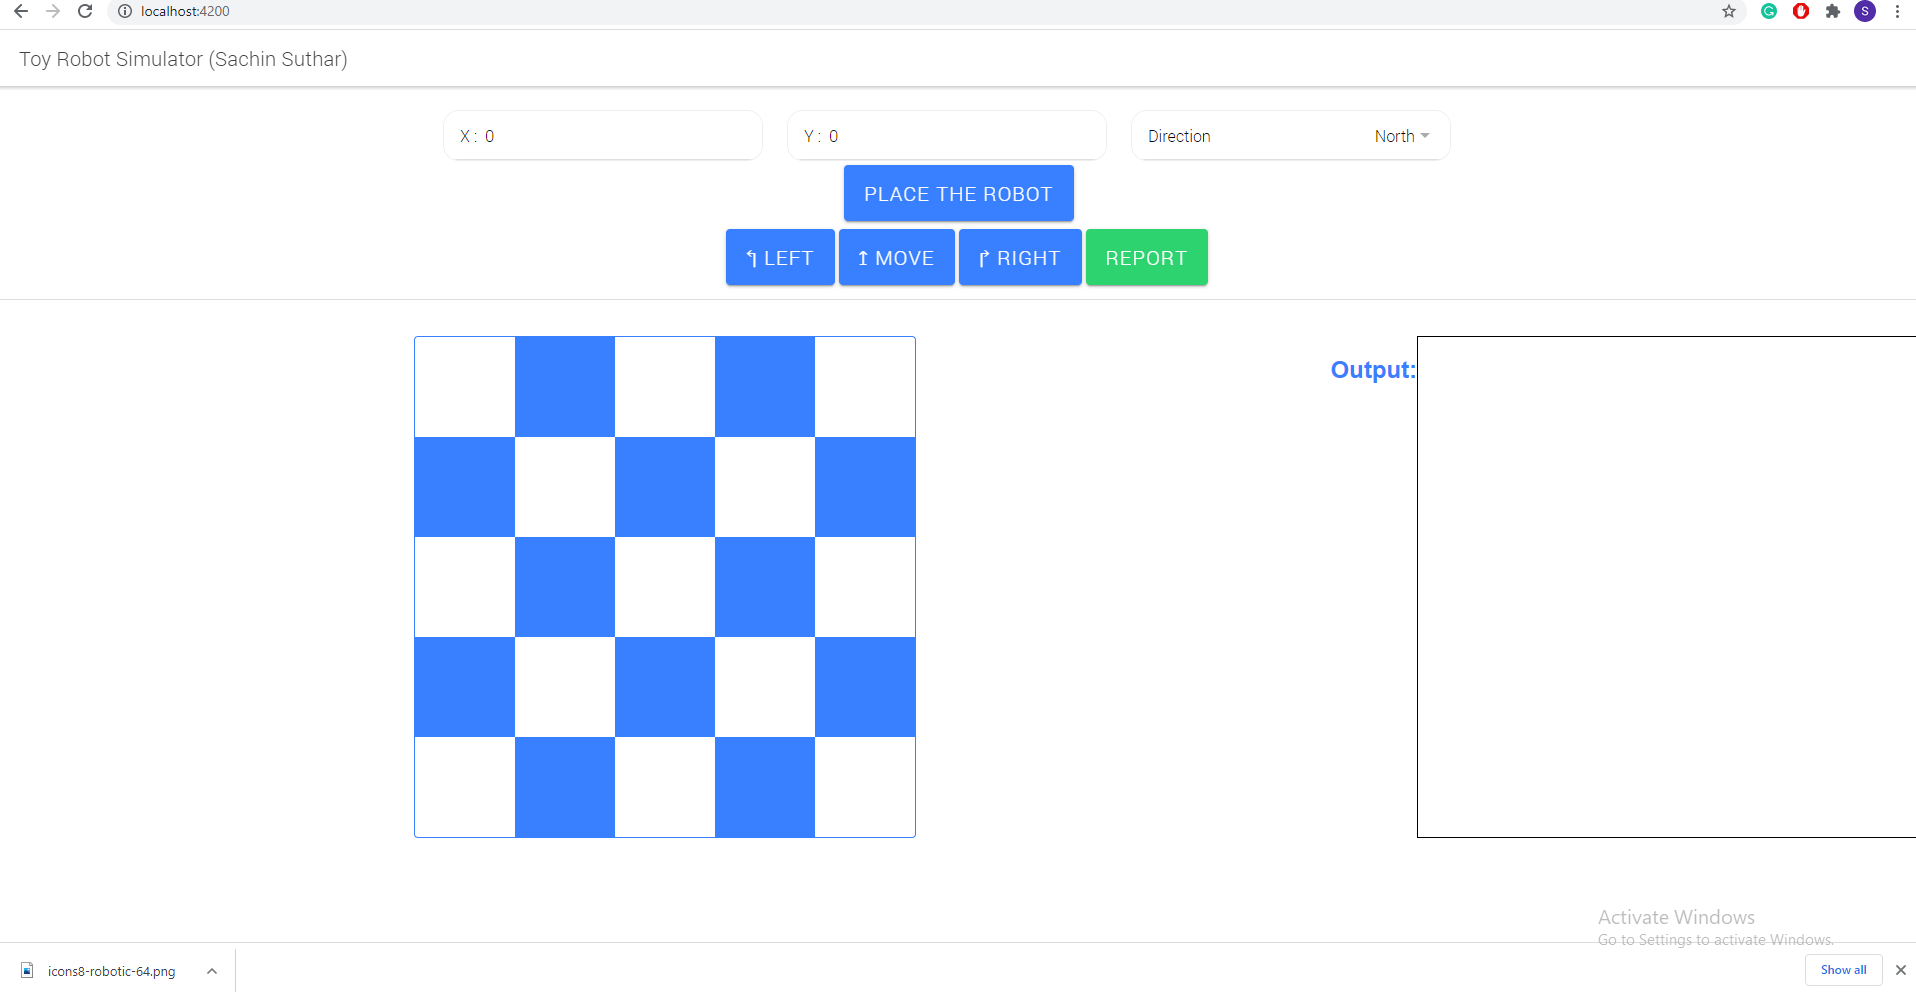 localhost:4200
S
Toy Robot Simulator (Sachin Suthar)
X : 0 Y : 0 Direction North
PLACE THE ROBOT
↰ LEFT ↥ MOVE ↱ RIGHT REPORT
Output:
Activate Windows
Go to Settings to activate Windows.
icons8-robotic-64.png Show all